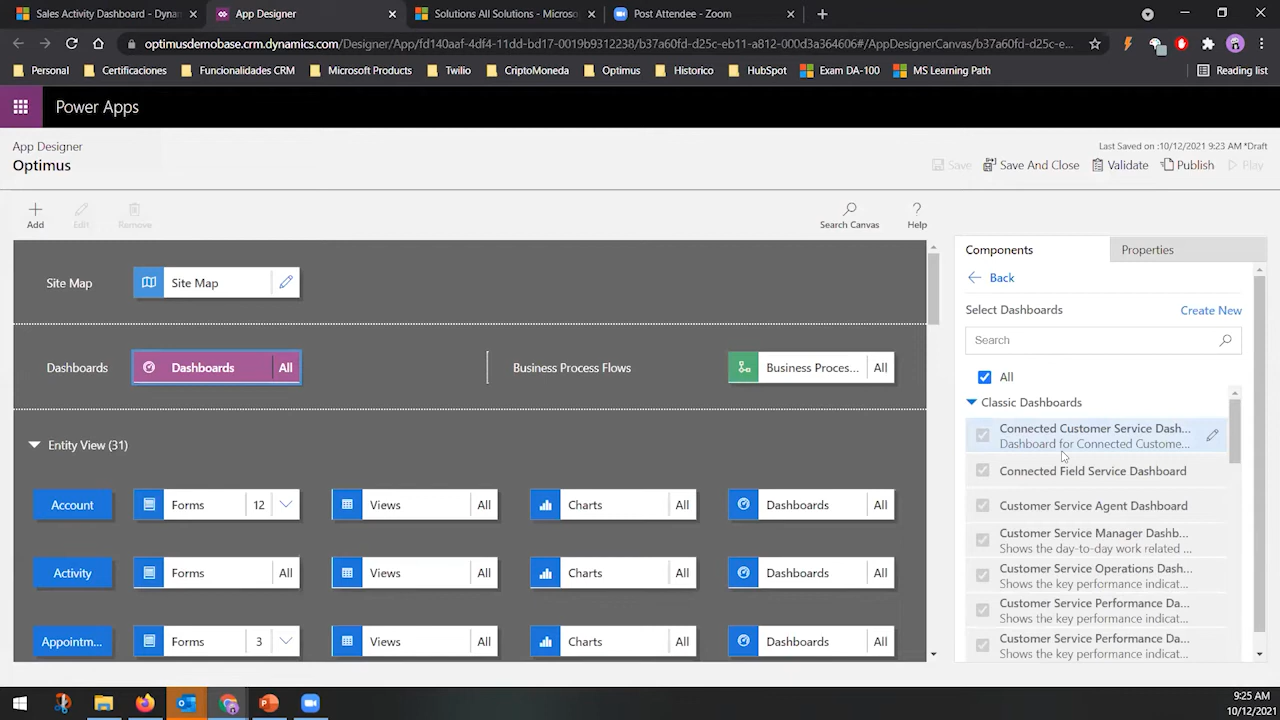 Sales Activity Dashboard - Dynam
App Designer
Solutions All Solutions - Microso
Post Attendee - Zoom
optimusdemobase.crm.dynamics.com/Designer/App/fd140aaf-4df4-11dd-bd17-0019b9312238/b37a60fd-d25c-eb11-a812-000d3a364606#/AppDesignerCanvas/b37a60fd-d25c-e...
Personal
Certificaciones
Funcionalidades CRM
Microsoft Products
Twilio
CriptoMoneda
Optimus
Historico
HubSpot
Exam DA-100
MS Learning Path
Reading list
Power Apps
App Designer
Optimus
Last Saved on :10/12/2021 9:23 AM *Draft
Save
Save And Close
Validate
Publish
Play
Add
Edit
Remove
Search Canvas
Help
Site Map
Site Map
Dashboards
Dashboards All
Business Process Flows
Business Proces... All
Entity View (31)
Account
Forms 12
Views All
Charts All
Dashboards All
Activity
Forms All
Views All
Charts All
Dashboards All
Appointm...
Forms 3
Views All
Charts All
Dashboards All
Components
Properties
Back
Select Dashboards
Create New
Search
All
Classic Dashboards
Connected Customer Service Dash...
Dashboard for Connected Custome...
Connected Field Service Dashboard
Customer Service Agent Dashboard
Customer Service Manager Dashb...
Shows the day-to-day work related ...
Customer Service Operations Dash...
Shows the key performance indicat...
Customer Service Performance Da...
Shows the key performance indicat...
Customer Service Performance Da...
Shows the key performance indicat...
9:25 AM
10/12/2021